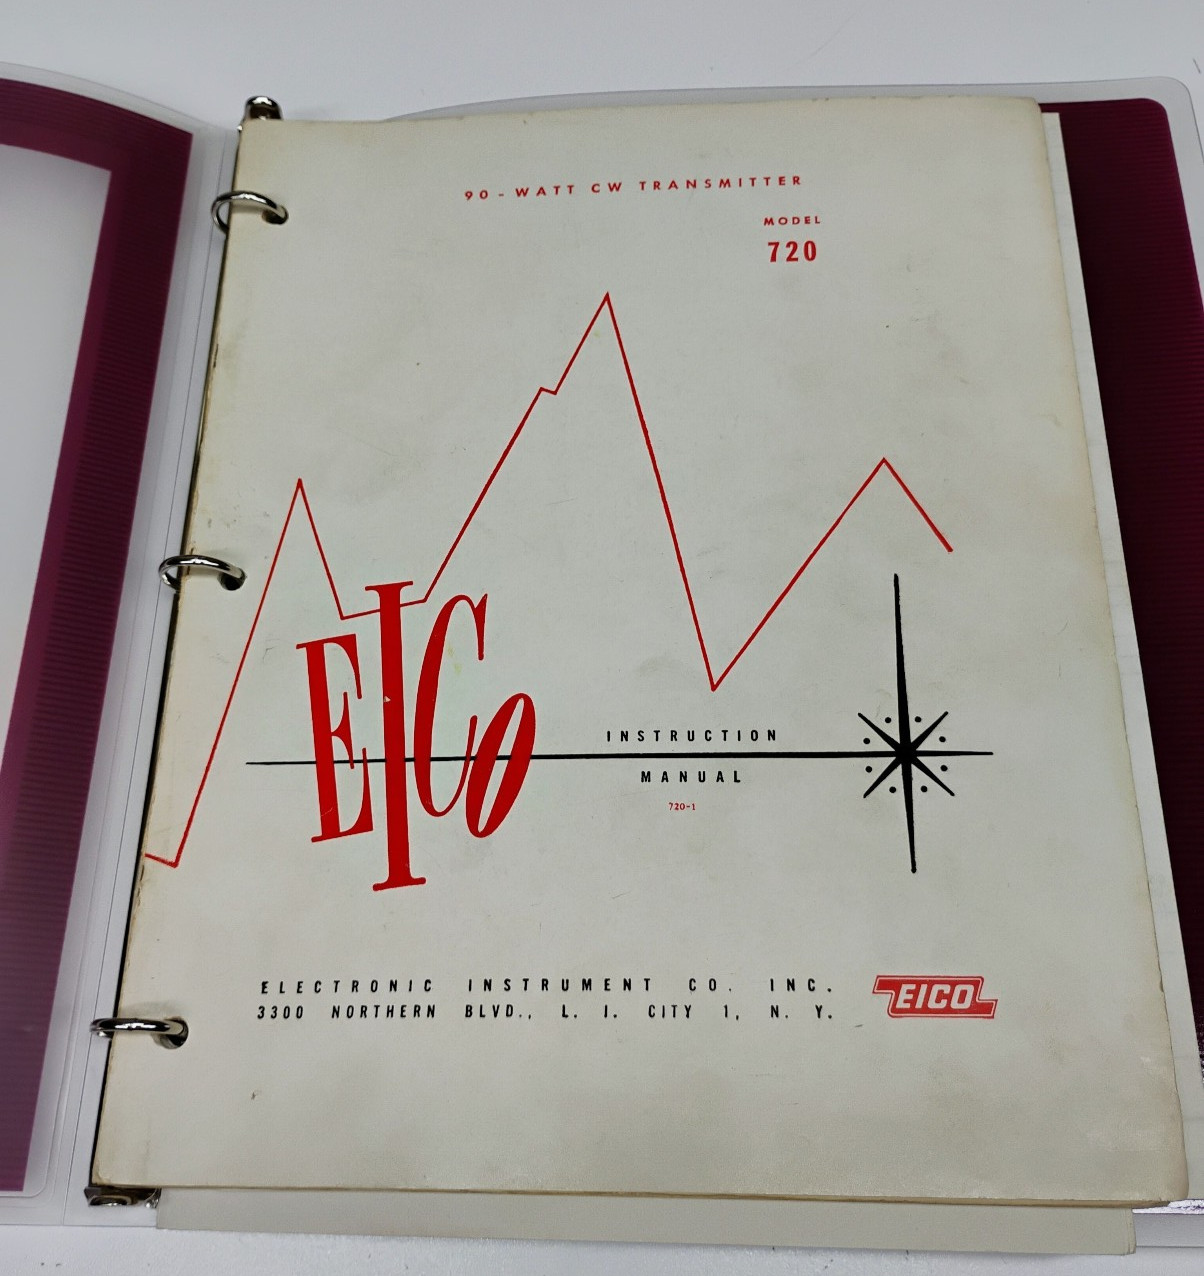 90-WATT CW TRANSMITTER
MODEL
720
EICO
INSTRUCTION
MANUAL
720-1
ELECTRONIC INSTRUMENT CO. INC.
3300 NORTHERN BLVD., L. I. CITY 1, N. Y.
EICO